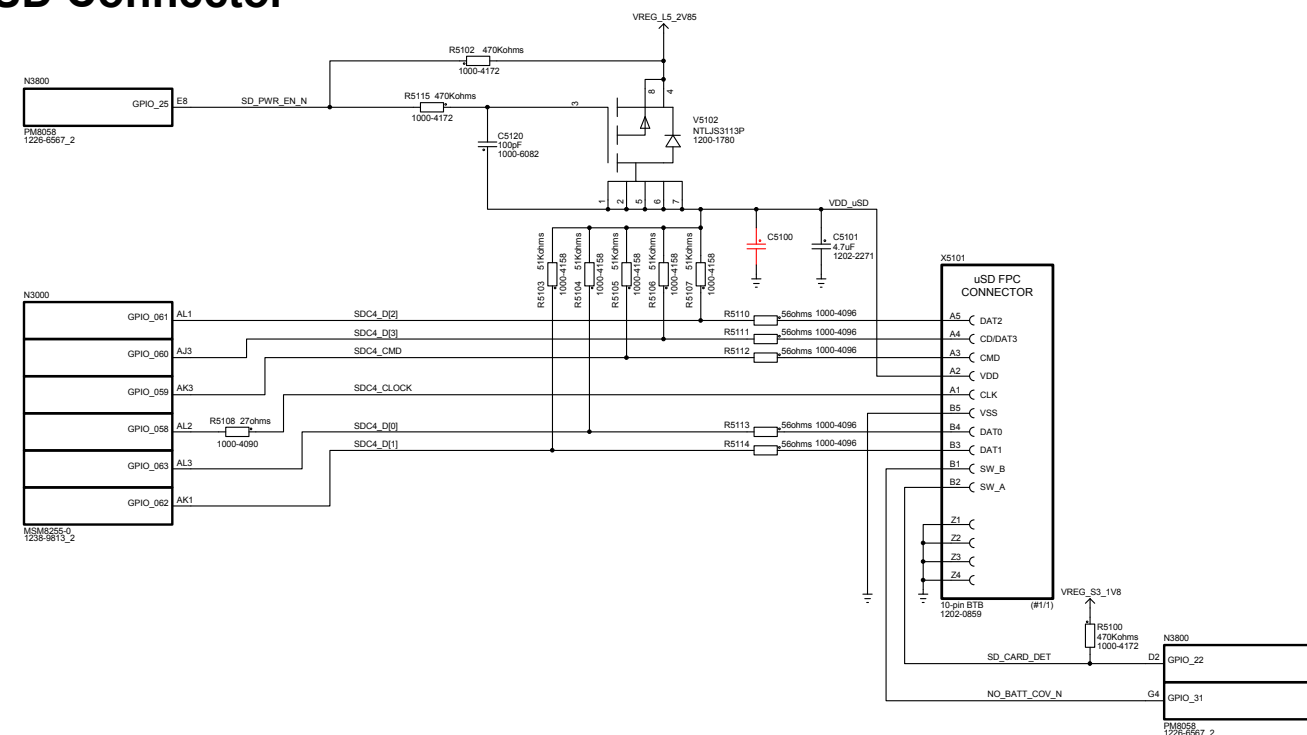 SD Connector
VREG_L5_2V85
R5102 470Kohms
1000-4172
N3800
GPIO_25
E8
SD_PWR_EN_N
PM8058
1226-6567_2
R5115 470Kohms
1000-4172
C5120
100pF
1000-6082
3
8
4
V5102
NTLJS3113P
1200-1780
1
2
5
6
7
VDD_uSD
R5103 51Kohms
1000-4158
R5104 51Kohms
1000-4158
R5105 51Kohms
1000-4158
R5106 51Kohms
1000-4158
R5107 51Kohms
1000-4158
C5100
C5101
4.7uF
1202-2271
X5101
uSD FPC
CONNECTOR
N3000
GPIO_061 AL1 SDC4_D[2] R5110 56ohms 1000-4096 A5 DAT2
SDC4_D[3] R5111 56ohms 1000-4096 A4 CD/DAT3
GPIO_060 AJ3 SDC4_CMD R5112 56ohms 1000-4096 A3 CMD
A2 VDD
GPIO_059 AK3 SDC4_CLOCK A1 CLK
B5 VSS
GPIO_058 AL2 R5108 27ohms
1000-4090
SDC4_D[0] R5113 56ohms 1000-4096 B4 DAT0
SDC4_D[1] R5114 56ohms 1000-4096 B3 DAT1
GPIO_063 AL3
B1 SW_B
B2 SW_A
GPIO_062 AK1
MSM8255-0
1238-9813_2
Z1
Z2
Z3
Z4
10-pin BTB (#1/1)
1202-0859
VREG_S3_1V8
R5100
470Kohms
1000-4172
N3800
SD_CARD_DET D2 GPIO_22
NO_BATT_COV_N G4 GPIO_31
PM8058
1226-6567_2